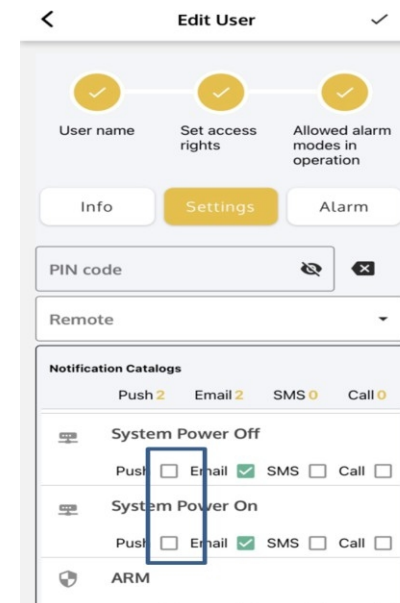 Edit User
User name
Set access rights
Allowed alarm modes in operation
Info
Settings
Alarm
PIN code
Remote
Notification Catalogs
Push 2 Email 2 SMS 0 Call 0
System Power Off
Push Email SMS Call
System Power On
Push Email SMS Call
ARM